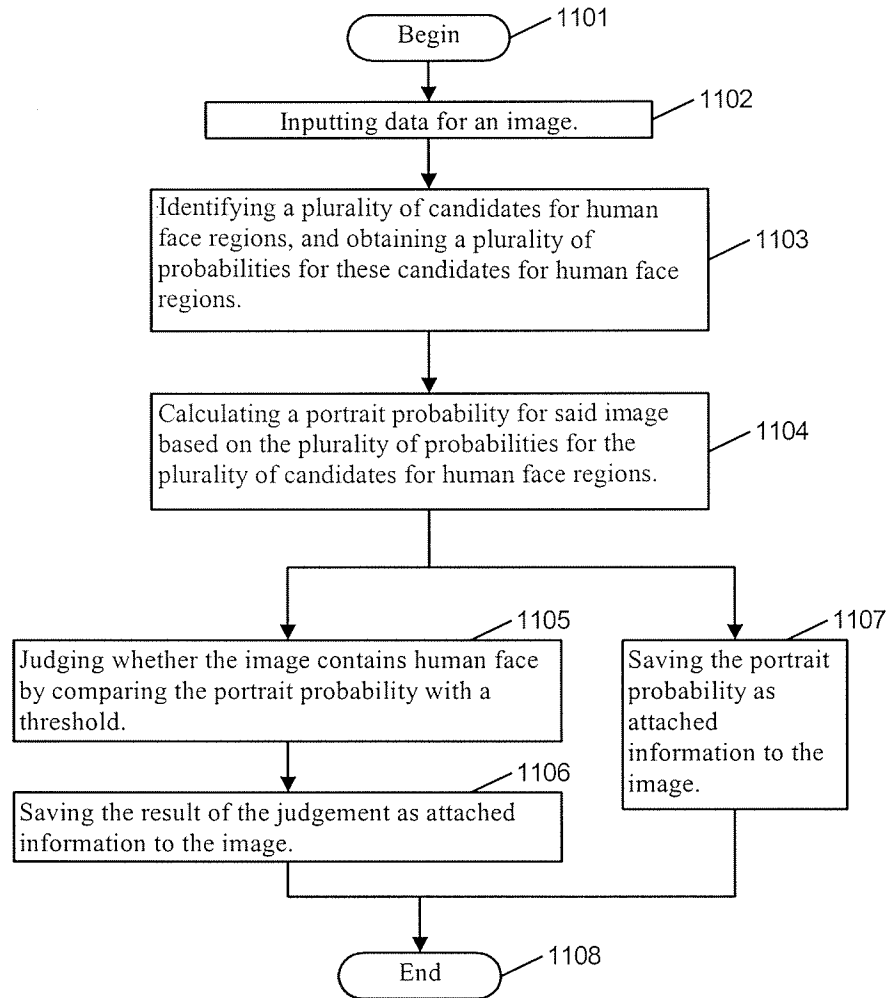 Begin
1101
Inputting data for an image.
1102
Identifying a plurality of candidates for human
face regions, and obtaining a plurality of
probabilities for these candidates for human face
regions.
1103
Calculating a portrait probability for said image
based on the plurality of probabilities for the
plurality of candidates for human face regions.
1104
1105
Judging whether the image contains human face
by comparing the portrait probability with a
threshold.
1106
Saving the result of the judgement as attached
information to the image.
1107
Saving the portrait
probability as
attached
information to the
image.
End
1108